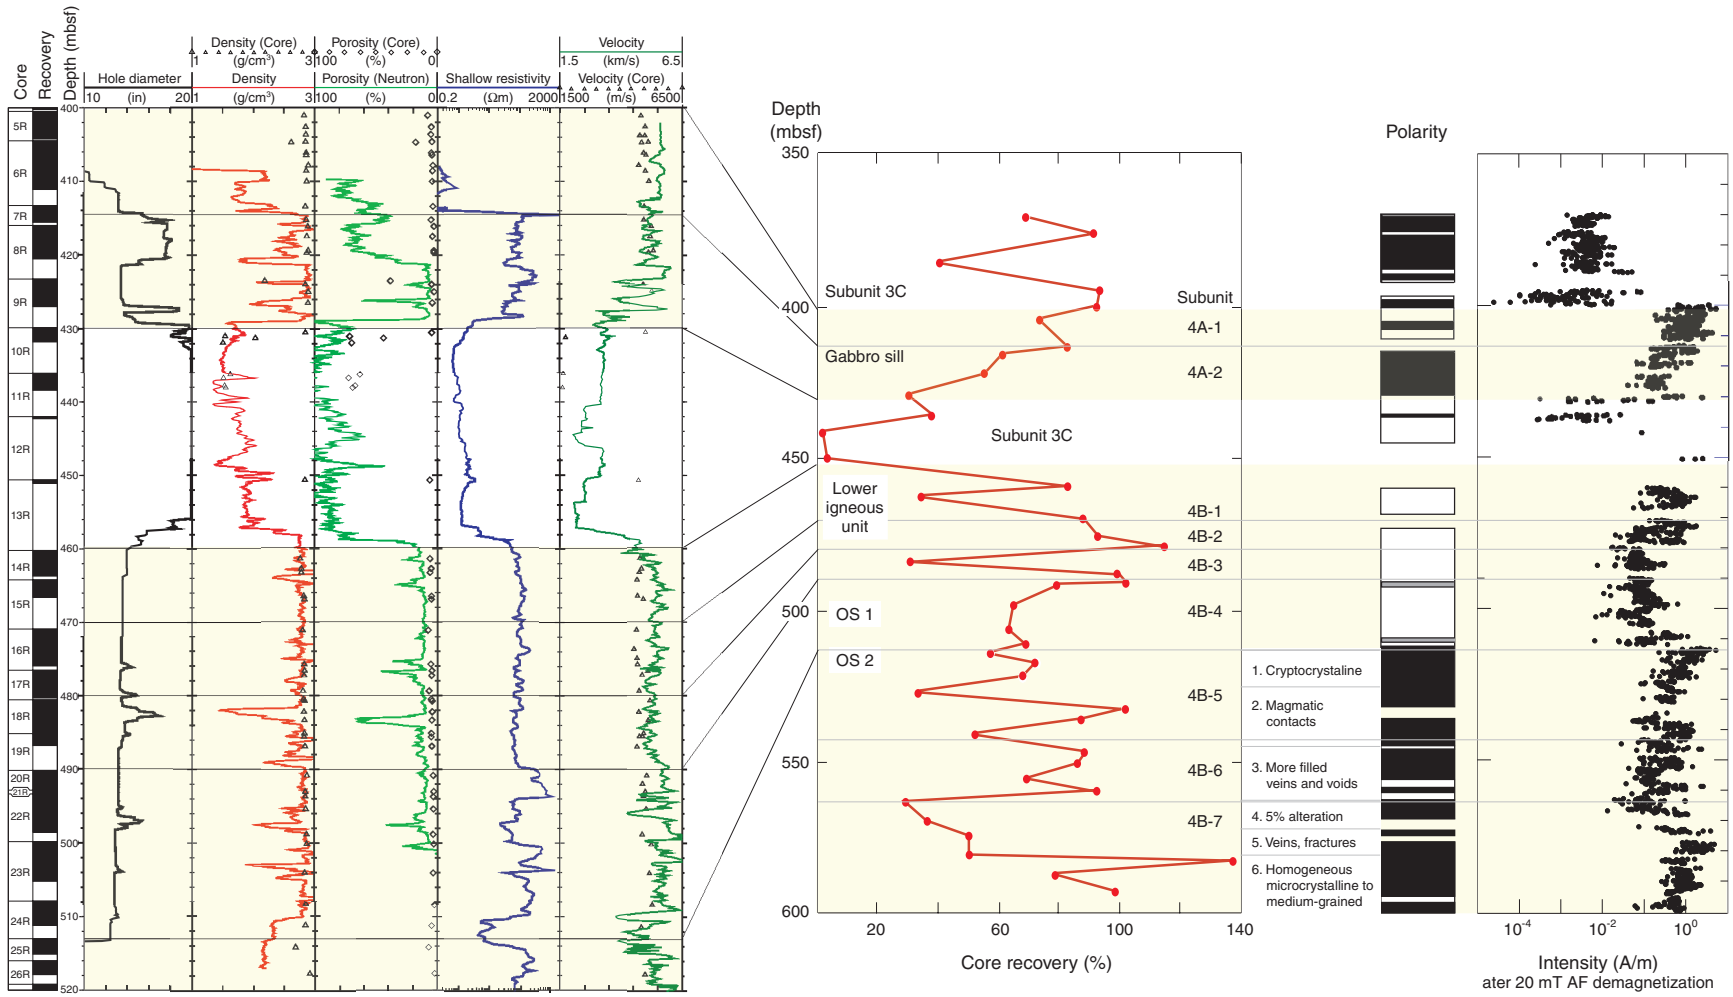 Core
Recovery
Depth (mbsf)
Density (Core)
Porosity (Core)
Velocity
1 (g/cm³) 3
100 (%) 0
1.5 (km/s) 6.5
Hole diameter
Density
Porosity (Neutron)
Shallow resistivity
Velocity (Core)
10 (in) 20
1 (g/cm³) 3
100 (%) 0
0.2 (Ωm) 2000
1500 (m/s) 6500
400
5R
6R
410
7R
8R
420
9R
430
10R
11R
440
12R
450
13R
460
14R
15R
470
16R
17R
480
18R
19R
490
20R
21R
22R
500
23R
510
24R
25R
26R
520
Depth
(mbsf)
350
400
450
500
550
600
Subunit 3C
Gabbro sill
Subunit 3C
Lower
igneous
unit
OS 1
OS 2
Subunit
4A-1
4A-2
4B-1
4B-2
4B-3
4B-4
4B-5
4B-6
4B-7
20 60 100 140
Core recovery (%)
1. Cryptocrystaline
2. Magmatic
contacts
3. More filled
veins and voids
4. 5% alteration
5. Veins, fractures
6. Homogeneous
microcrystalline to
medium-grained
Polarity
10⁻⁴ 10⁻² 10⁰
Intensity (A/m)
ater 20 mT AF demagnetization